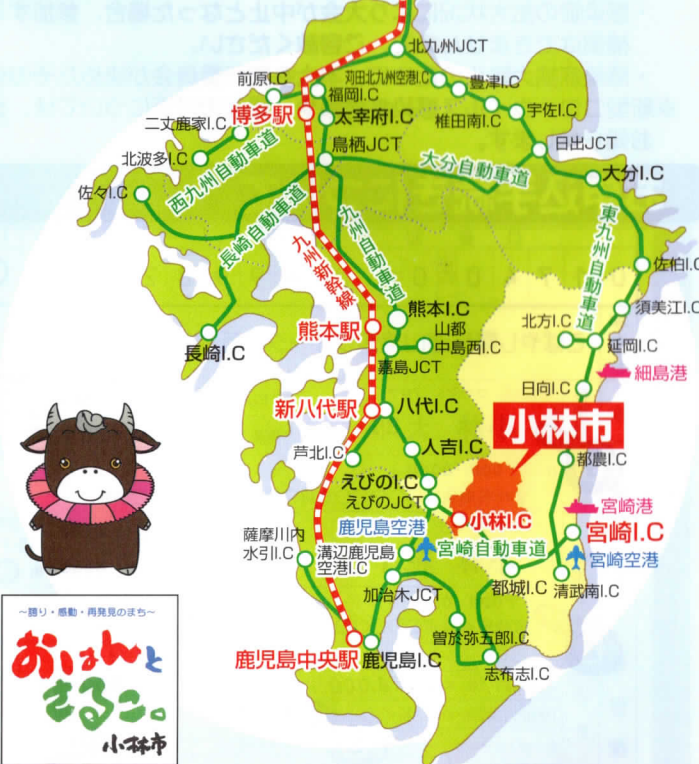 北九州JCT
苅田北九州空港I.C
豊津I.C
前原I.C
福岡I.C
博多駅
太宰府I.C
椎田南I.C
宇佐I.C
二丈鹿家I.C
鳥栖JCT
日出JCT
北波多I.C
西九州自動車道
大分自動車道
大分I.C
佐々I.C
長崎自動車道
九州新幹線
九州自動車道
東九州自動車道
佐伯I.C
須美江I.C
熊本I.C
北方I.C
熊本駅
山都
中島西I.C
延岡I.C
長崎I.C
嘉島JCT
細島港
日向I.C
新八代駅
八代I.C
小林市
芦北I.C
人吉I.C
都農I.C
えびのI.C
えびのJCT
小林I.C
宮崎港
鹿児島空港
宮崎I.C
薩摩川内
水引I.C
溝辺鹿児島
空港I.C
宮崎自動車道
宮崎空港
加治木JCT
都城I.C
清武南I.C
曽於弥五郎I.C
鹿児島中央駅
鹿児島I.C
志布志I.C
～語り・感動・再発見のまち～
おはんと
さるこ。
小林市